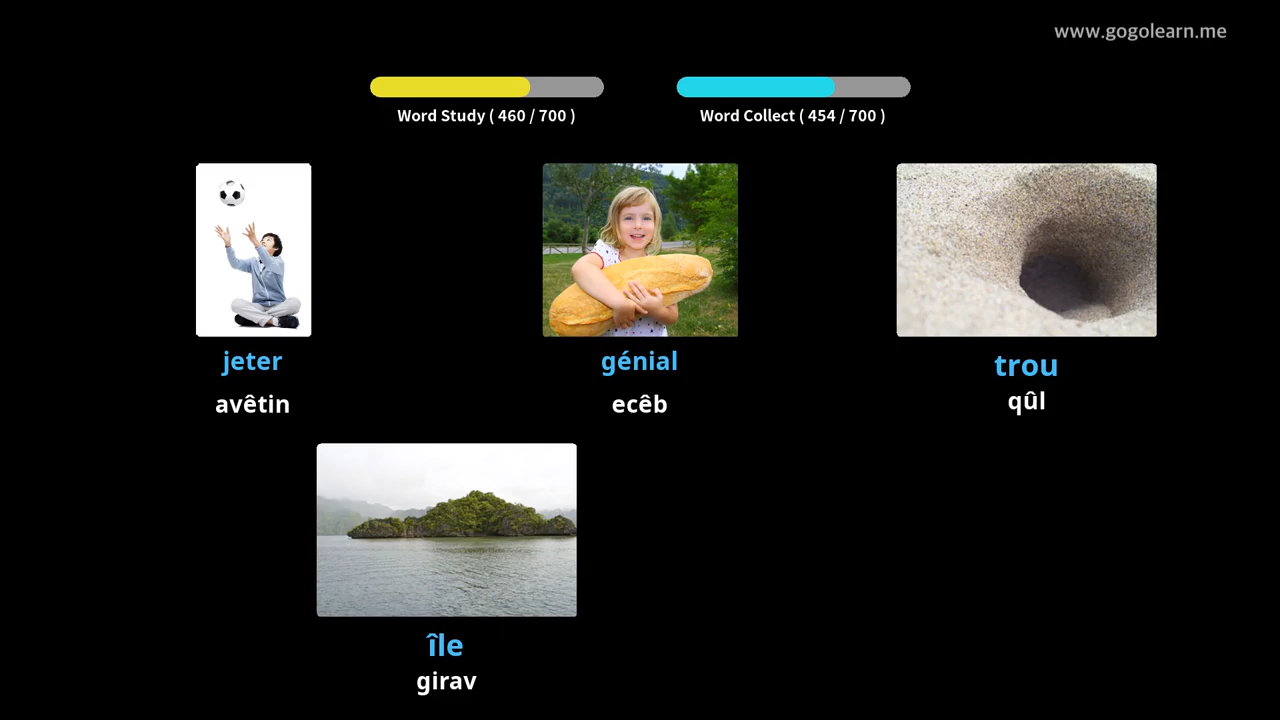 www.gogolearn.me
Word Study ( 460 / 700 )
Word Collect ( 454 / 700 )
jeter
avêtin
génial
ecêb
trou
qûl
île
girav